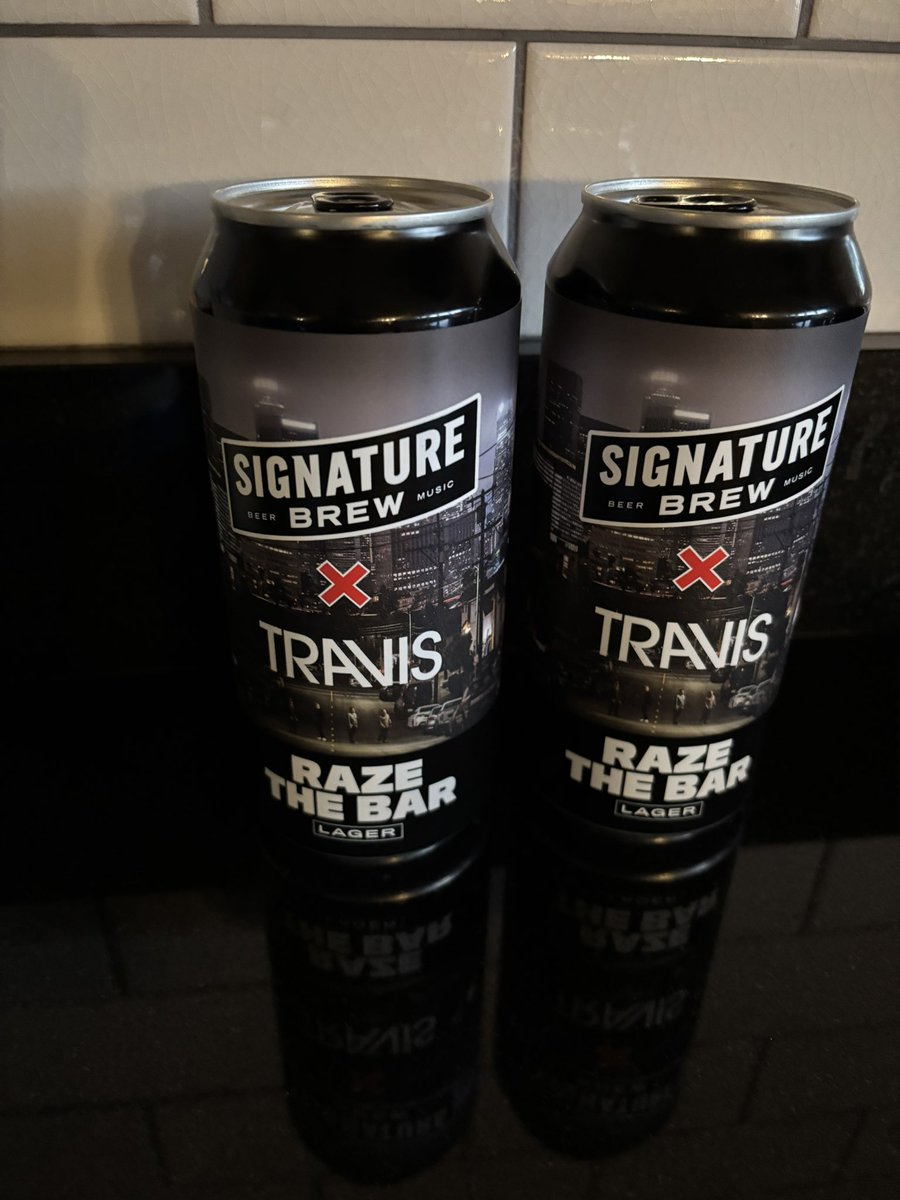 SIGNATURE
BEER BREW MUSIC
X
TRAVIS
RAZE
THE BAR
LAGER
SIGNATURE
BEER BREW MUSIC
X
TRAVIS
RAZE
THE BAR
LAGER